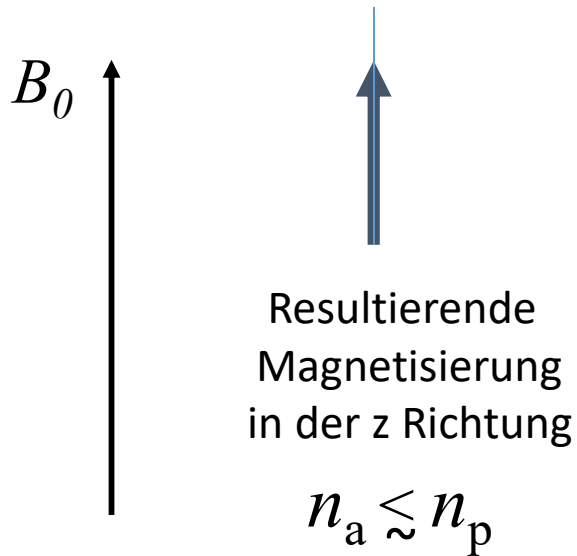 B₀
Resultierende
Magnetisierung
in der z Richtung
nₐ ≲ nₚ